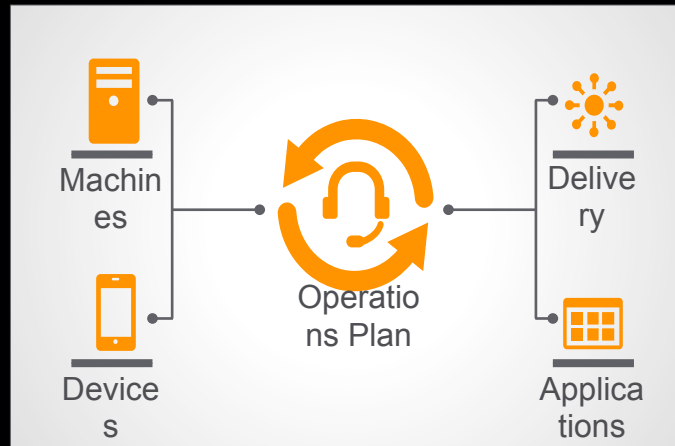 Machin
es
Delive
ry
Operatio
ns Plan
Device
s
Applica
tions